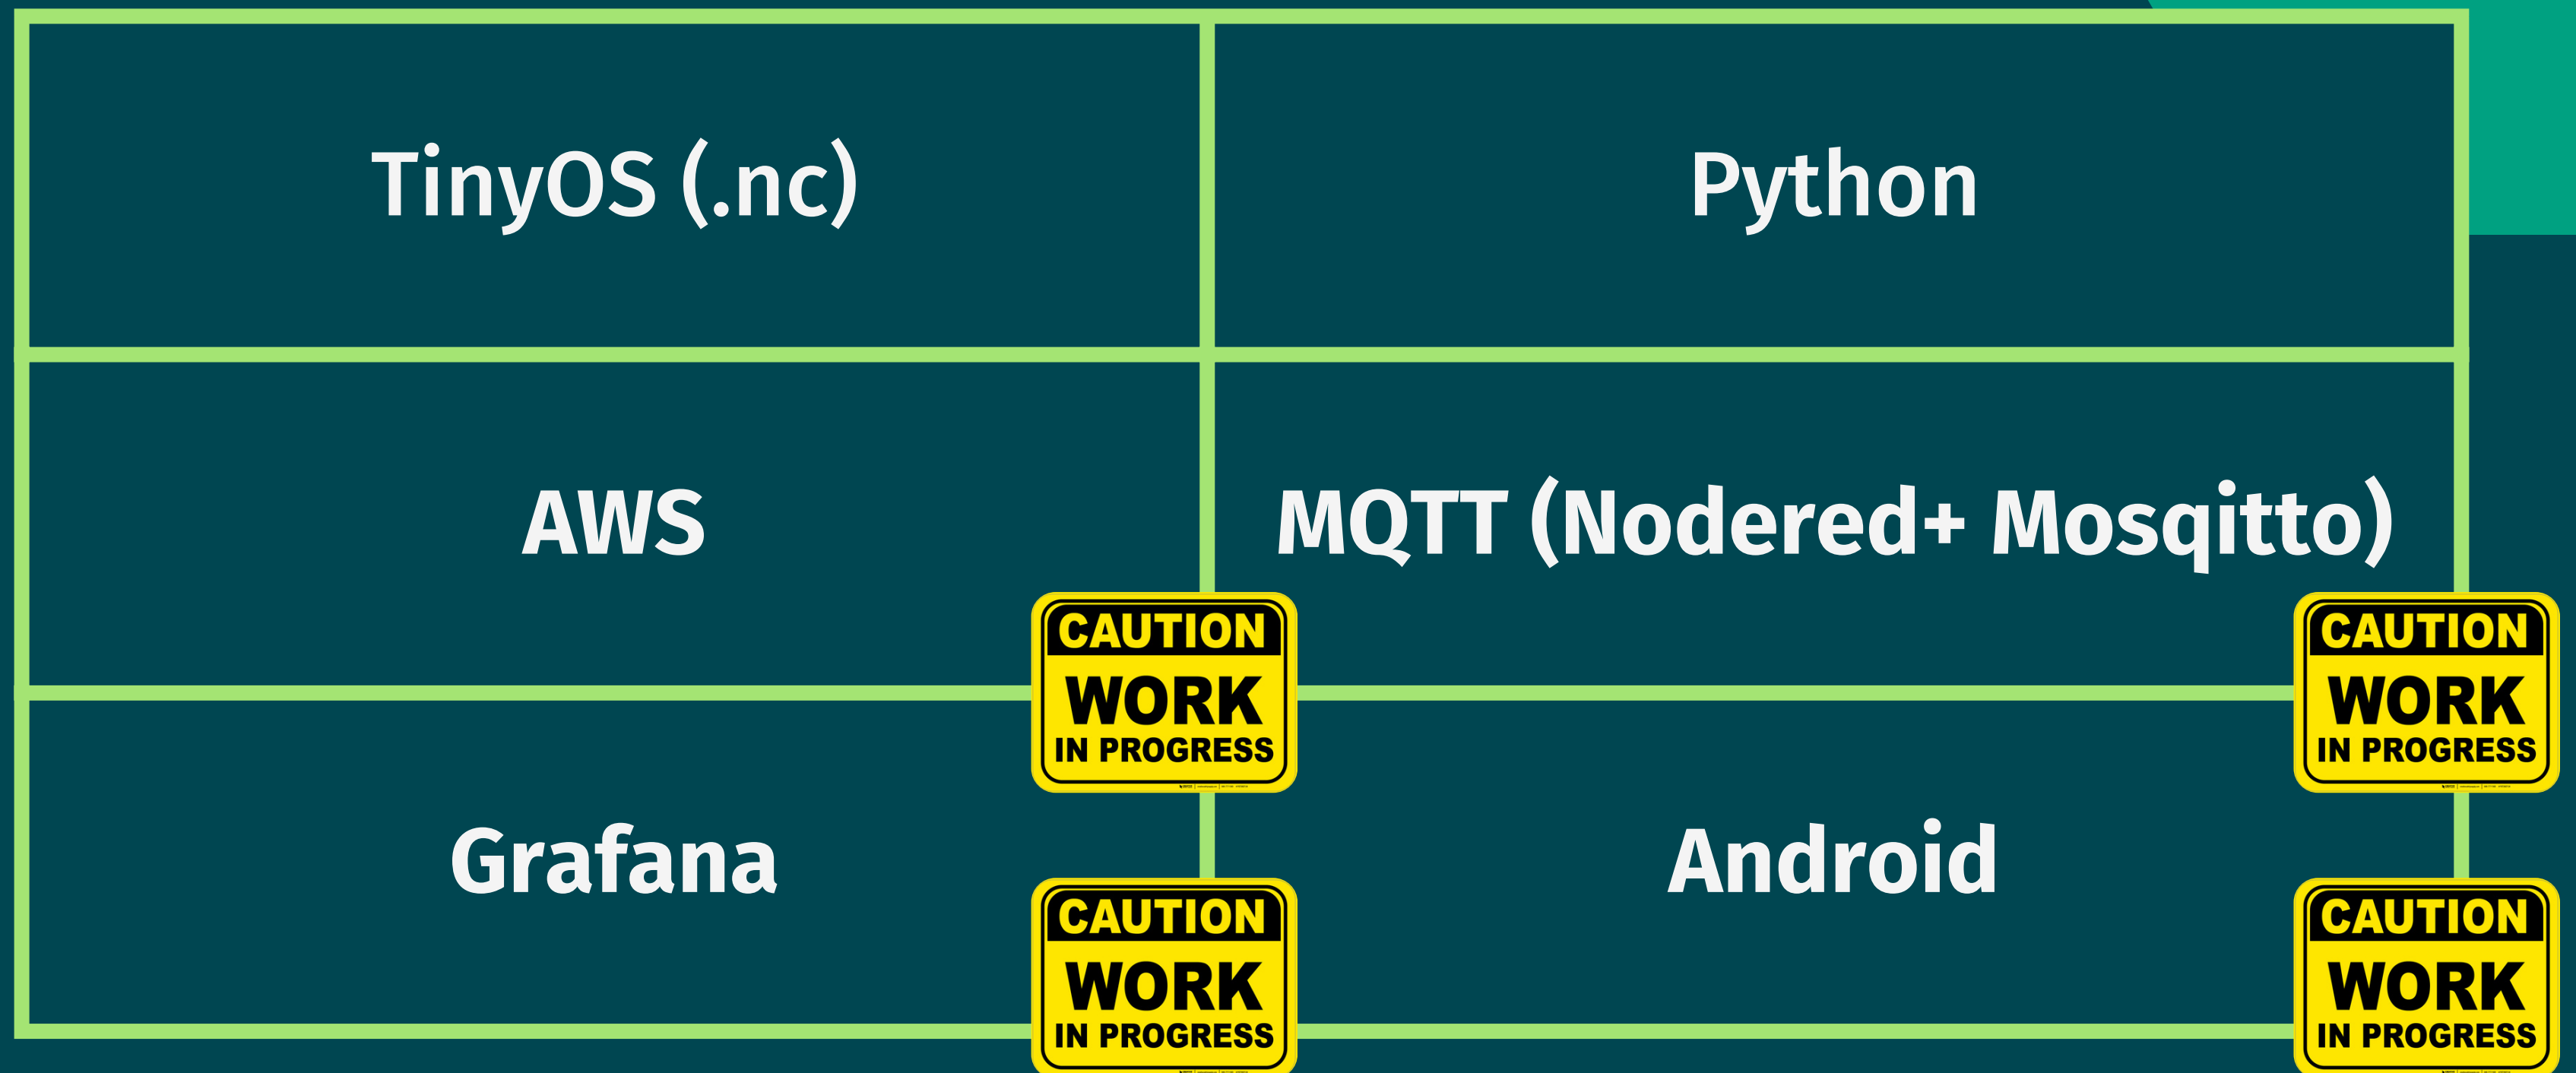 TinyOS (.nc)
Python
AWS
MQTT (Nodered+ Mosqitto)
CAUTION
WORK
IN PROGRESS
CAUTION
WORK
IN PROGRESS
Grafana
Android
CAUTION
WORK
IN PROGRESS
CAUTION
WORK
IN PROGRESS